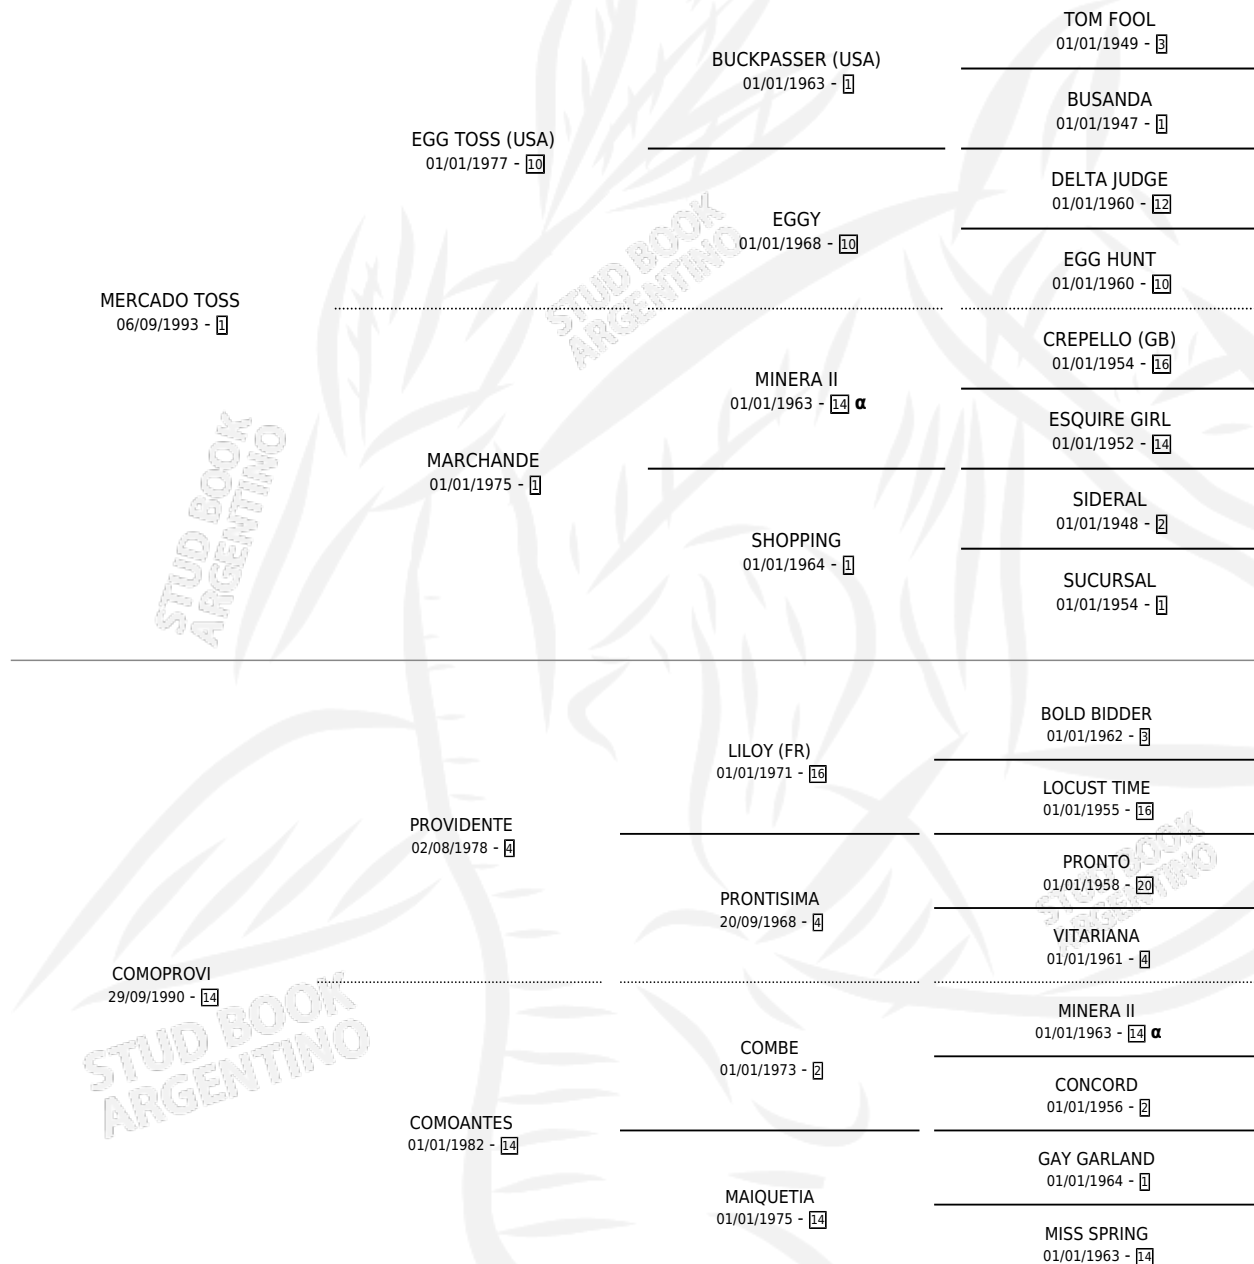 TOM FOOL
01/01/1949 - 3
BUCKPASSER (USA)
01/01/1963 - 1
BUSANDA
01/01/1947 - 1
EGG TOSS (USA)
01/01/1977 - 10
DELTA JUDGE
01/01/1960 - 12
EGGY
01/01/1968 - 10
EGG HUNT
01/01/1960 - 10
MERCADO TOSS
06/09/1993 - 1
CREPELLO (GB)
01/01/1954 - 16
MINERA II
01/01/1963 - 14 α
ESQUIRE GIRL
01/01/1952 - 14
MARCHANDE
01/01/1975 - 1
SIDERAL
01/01/1948 - 2
SHOPPING
01/01/1964 - 1
SUCURSAL
01/01/1954 - 1
STUD BOOK
ARGENTINO
STUD BOOK
ARGENTINO
BOLD BIDDER
01/01/1962 - 3
LILOY (FR)
01/01/1971 - 16
LOCUST TIME
01/01/1955 - 16
PROVIDENTE
02/08/1978 - 4
PRONTO
01/01/1958 - 20
PRONTISIMA
20/09/1968 - 4
VITARIANA
01/01/1961 - 4
STUD BOOK
ARGENTINO
COMOPROVI
29/09/1990 - 14
MINERA II
01/01/1963 - 14 α
COMBE
01/01/1973 - 2
CONCORD
01/01/1956 - 2
STUD BOOK
ARGENTINO
COMOANTES
01/01/1982 - 14
GAY GARLAND
01/01/1964 - 1
MAIQUETIA
01/01/1975 - 14
MISS SPRING
01/01/1963 - 14